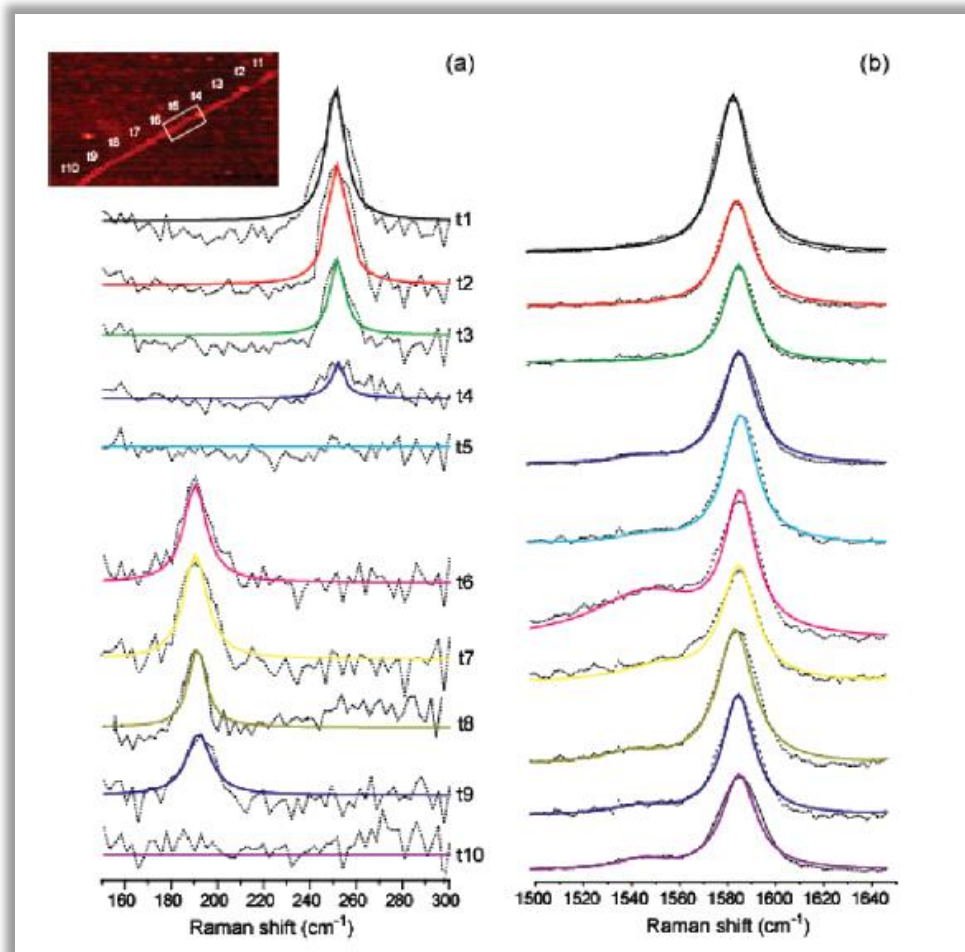 (a)
(b)
t1
t2
t3
t4
t5
t6
t7
t8
t9
t10
t1
t2
t3
t4
t5
t6
t7
t8
t9
t10
160 180 200 220 240 260 280 300
1500 1520 1540 1560 1580 1600 1620 1640
Raman shift (cm⁻¹)
Raman shift (cm⁻¹)